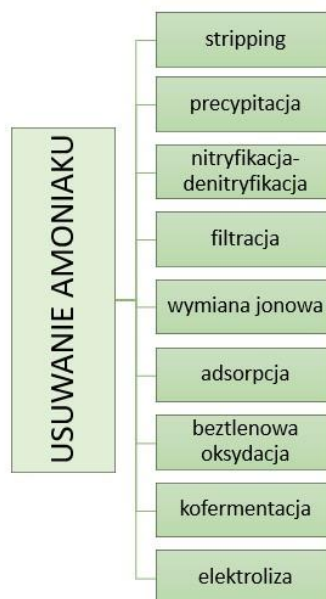 USUWANIE AMONIAKU
stripping
precypitacja
nitryfikacja-
denitryfikacja
filtracja
wymiana jonowa
adsorpcja
beztlenowa
oksydacja
kofermentacja
elektroliza